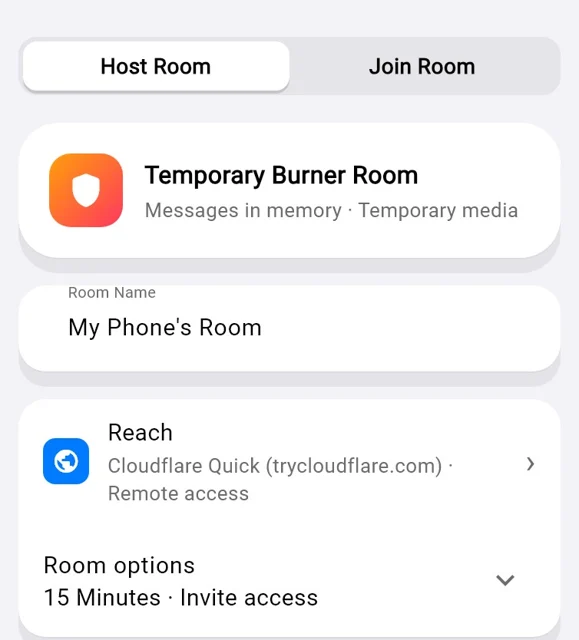 Host Room
Join Room
Temporary Burner Room
Messages in memory · Temporary media
Room Name
My Phone's Room
Reach
Cloudflare Quick (trycloudflare.com) ·
Remote access
Room options
15 Minutes · Invite access